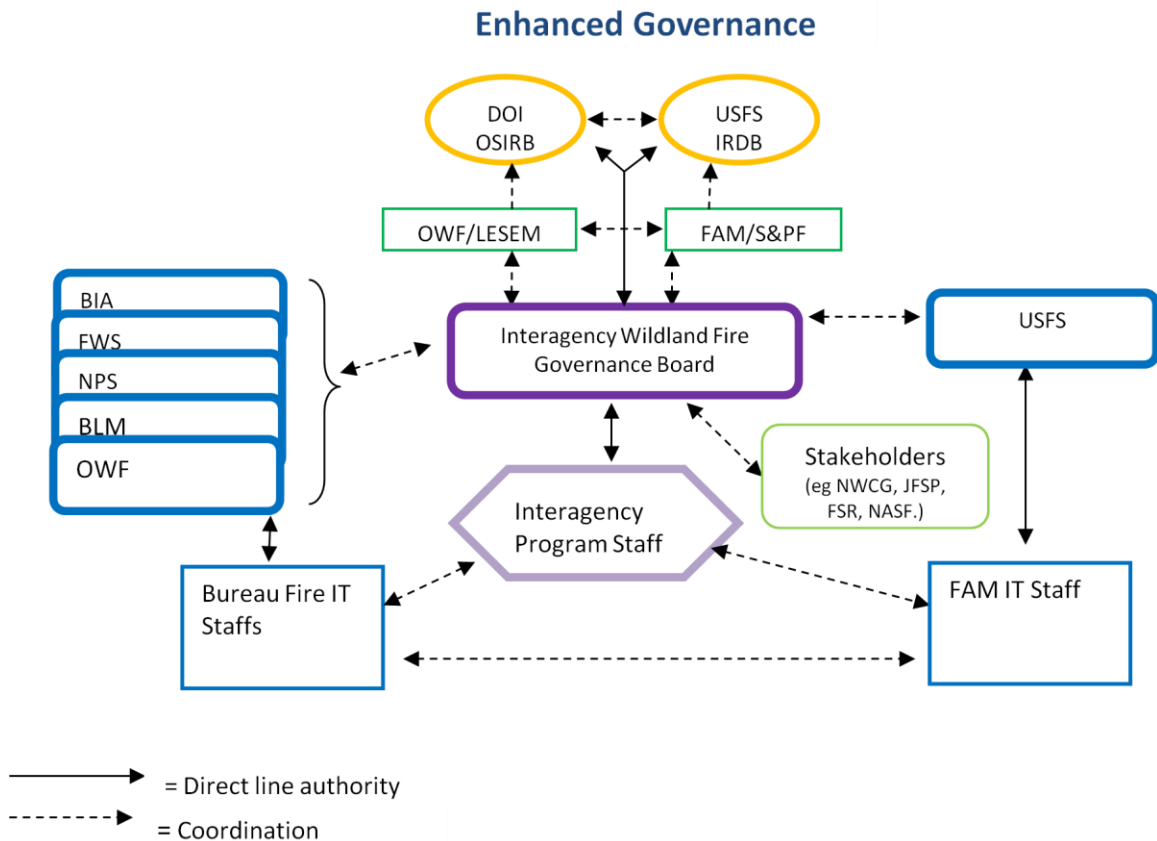 Enhanced Governance
DOI
OSIRB
USFS
IRDB
OWF/LESEM
FAM/S&PF
BIA
FWS
NPS
BLM
OWF
Interagency Wildland Fire
Governance Board
USFS
Stakeholders
(eg NWCG, JFSP,
FSR, NASF.)
Interagency
Program Staff
Bureau Fire IT
Staffs
FAM IT Staff
= Direct line authority
= Coordination